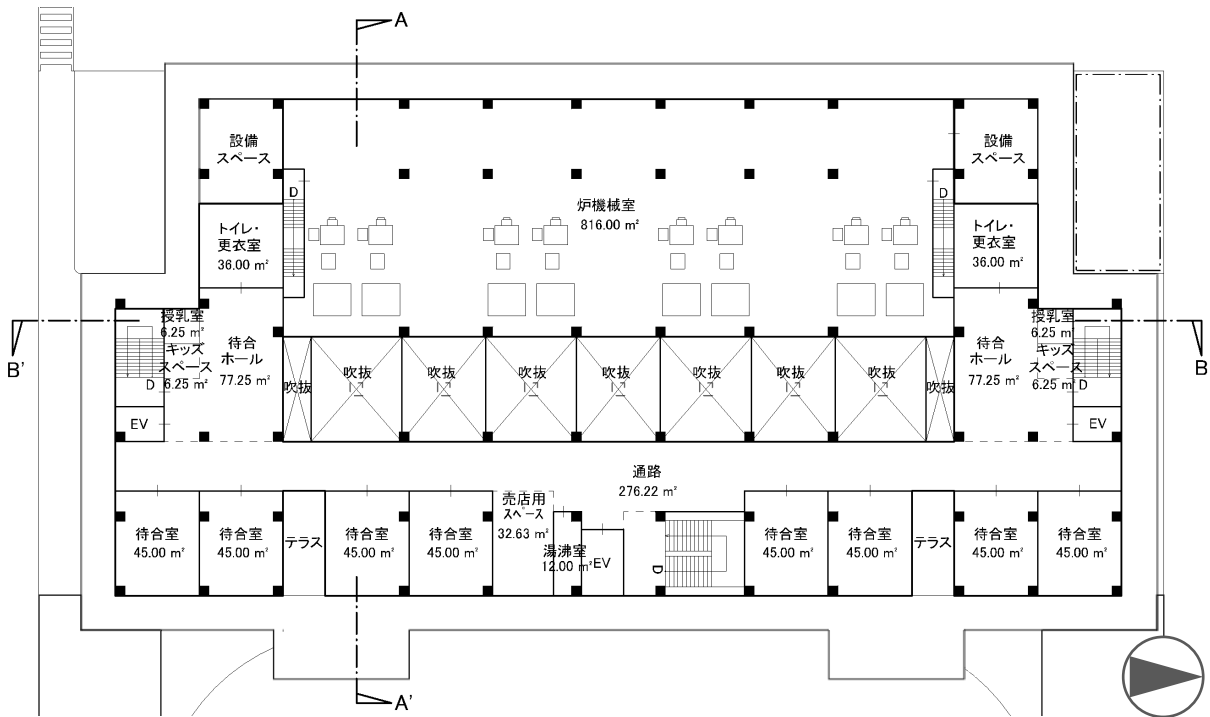 A
設備
スペース
設備
スペース
D
D
炉機械室
816.00 ㎡
トイレ・
更衣室
36.00 ㎡
トイレ・
更衣室
36.00 ㎡
授乳室
6.25 ㎡
キッズ
スペース
6.25 ㎡
待合
ホール
77.25 ㎡
待合
ホール
77.25 ㎡
授乳室
6.25 ㎡
キッズ
スペース
6.25 ㎡
B'
B
D
D
吹抜
吹抜
吹抜
吹抜
吹抜
吹抜
吹抜
吹抜
吹抜
EV
EV
通路
276.22 ㎡
売店用
スペース
32.63 ㎡
待合室
45.00 ㎡
待合室
45.00 ㎡
テラス
待合室
45.00 ㎡
待合室
45.00 ㎡
湯沸室
12.00 ㎡
EV
D
待合室
45.00 ㎡
待合室
45.00 ㎡
テラス
待合室
45.00 ㎡
待合室
45.00 ㎡
A'